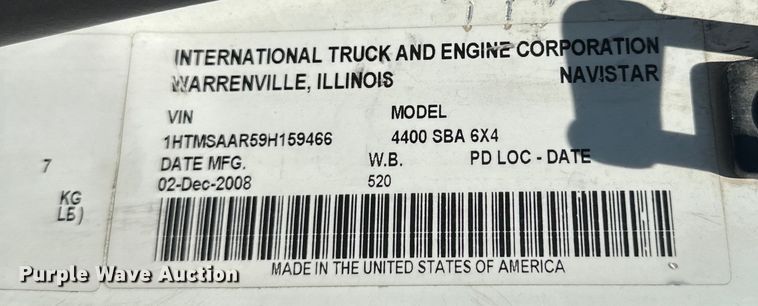 INTERNATIONAL TRUCK AND ENGINE CORPORATION
WARRENVILLE, ILLINOIS NAVISTAR
VIN MODEL
1HTMSAAR59H159466 4400 SBA 6X4
DATE MFG. W.B. PD LOC - DATE
02-Dec-2008 520
MADE IN THE UNITED STATES OF AMERICA
7
KG
LB)
Purple Wave Auction